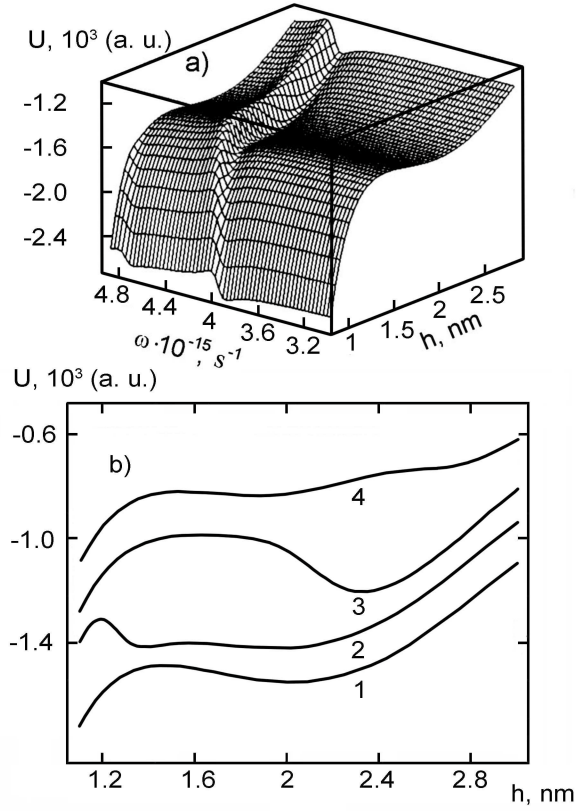 U, 10³ (a. u.)
a)
-1.2
-1.6
-2.0
-2.4
4.8 4.4 4 3.6 3.2
ω·10⁻¹⁵, s⁻¹
1 1.5 2 2.5
h, nm
U, 10³ (a. u.)
b)
-0.6
-1.0
-1.4
4
3
2
1
1.2 1.6 2 2.4 2.8
h, nm